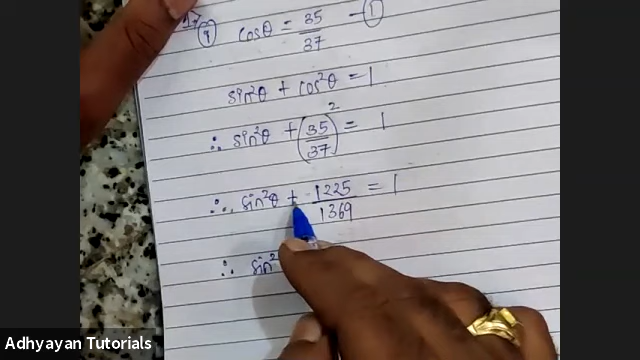 (9) cosθ = 35/37 — (1)
sin²θ + cos²θ = 1
∴ sin²θ + (35/37)² = 1
∴ sin²θ + 1225/1369 = 1
∴ sin²
Adhyayan Tutorials